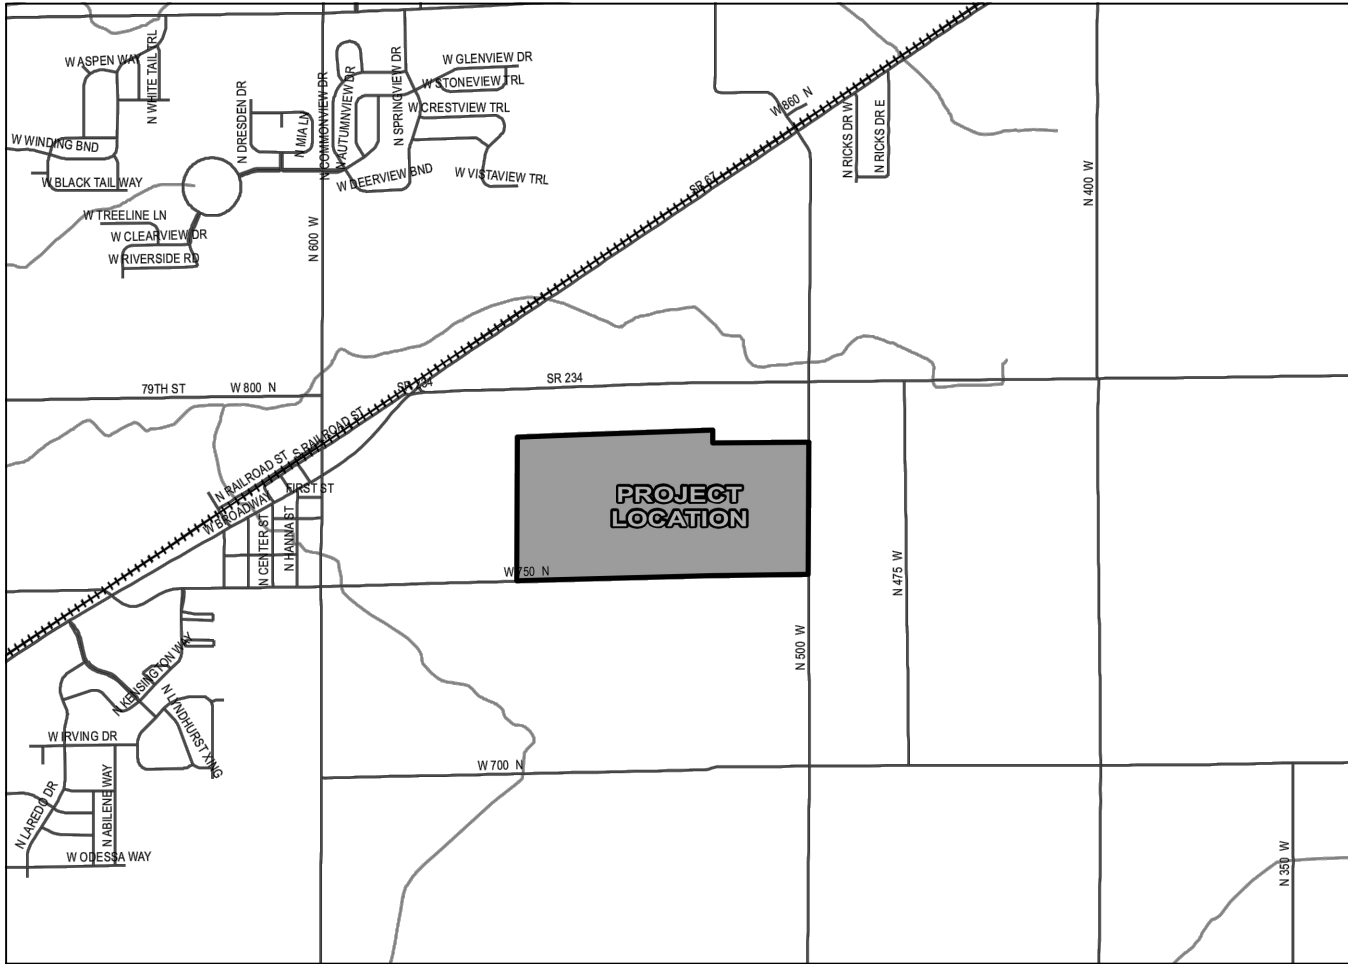 W ASPEN WAY
N WHITE TAIL TRL
W WINDING BND
W BLACK TAIL WAY
W TREELINE LN
W CLEARVIEW DR
W RIVERSIDE RD
N DRESDEN DR
N MIA LN
N COMMONVIEW DR
N AUTUMNVIEW DR
N SPRINGVIEW DR
W GLENVIEW DR
W STONEVIEW TRL
W CRESTVIEW TRL
W DEERVIEW BND
W VISTAVIEW TRL
N 600 W
W 860 N
N RICKS DR W
N RICKS DR E
N 400 W
SR 67
79TH ST
W 800 N
SR 234
SR 234
N RAILROAD ST
S RAILROAD ST
W BROADWAY
FIRST ST
N CENTER ST
N HANNA ST
PROJECT
LOCATION
W 750 N
N 475 W
N 500 W
N KENSINGTON WAY
N LYNDHURST XING
W IRVING DR
N LAREDO DR
N ABILENE WAY
W ODESSA WAY
W 700 N
N 350 W